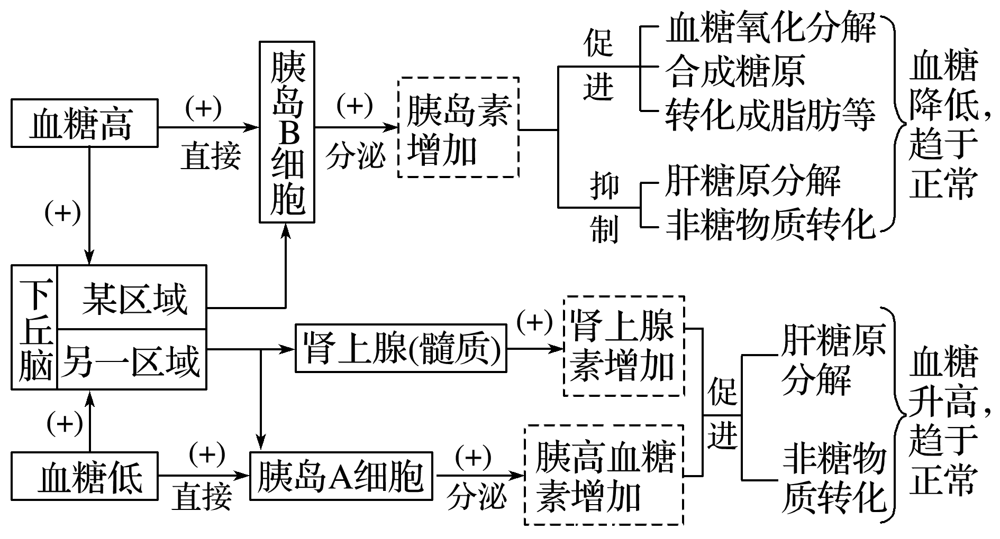 血糖高
(+)
直接
胰岛B细胞
(+)
分泌
胰岛素
增加
促进
血糖氧化分解
合成糖原
转化成脂肪等
抑制
肝糖原分解
非糖物质转化
血糖
降低，
趋于
正常
(+)
下丘脑
某区域
另一区域
肾上腺(髓质)
(+)
肾上腺
素增加
(+)
血糖低
(+)
直接
胰岛A细胞
(+)
分泌
胰高血糖
素增加
促进
肝糖原
分解
非糖物
质转化
血糖
升高，
趋于
正常